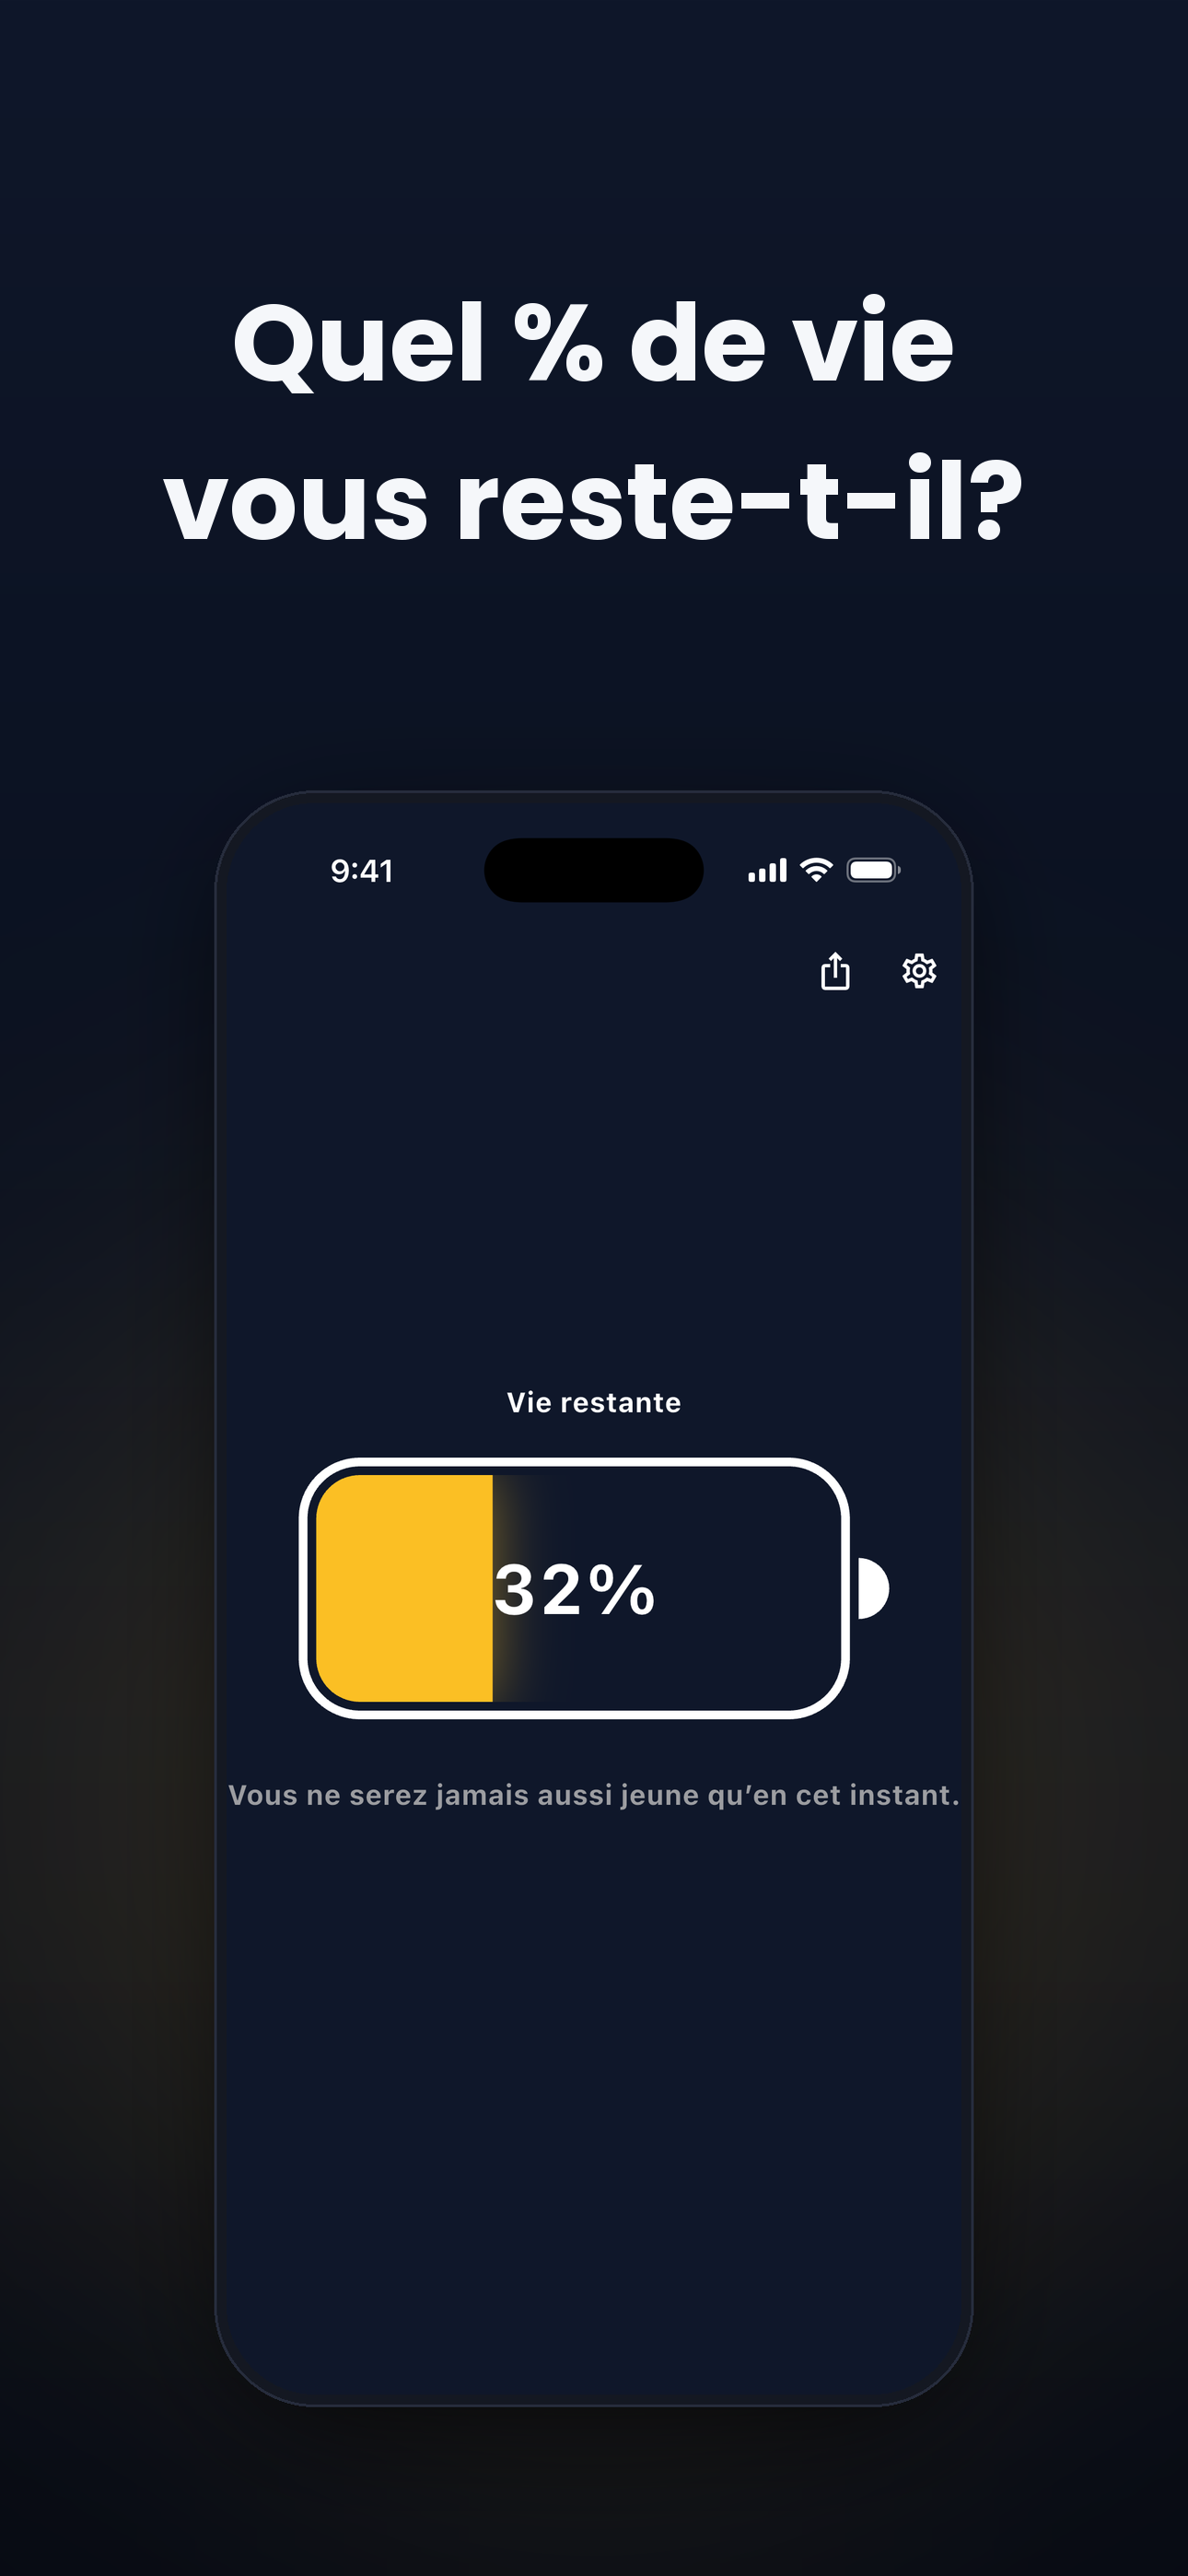 Quel % de vie
vous reste-t-il?
9:41
Vie restante
32%
Vous ne serez jamais aussi jeune qu’en cet instant.